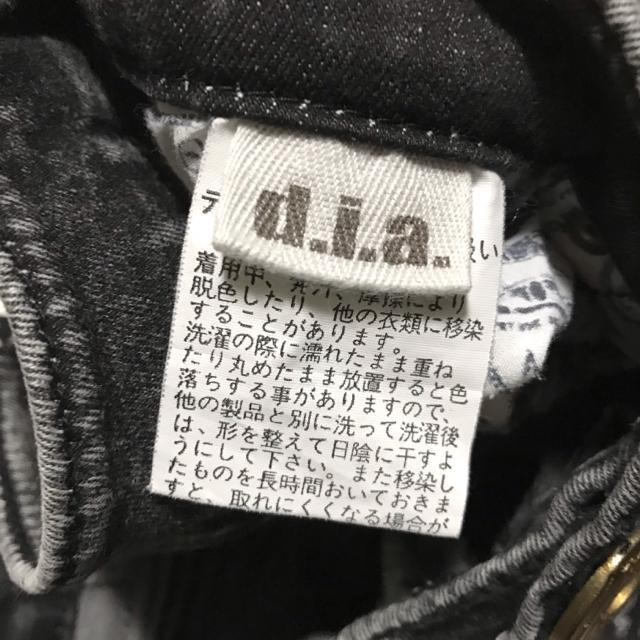 d.i.a.
デ 扱い
着用中、発汗、摩擦により
脱色したり、他の衣類に移染
することがあります。
洗濯の際に濡れたまま重ね
たり丸めたまま放置すると色
落ちする事がありますので、
他の製品と別に洗って洗濯後
は、形を整えて日陰に干すよ
うにして下さい。また移染し
たものを長時間おいておきま
すと、取れにくくなる場合が